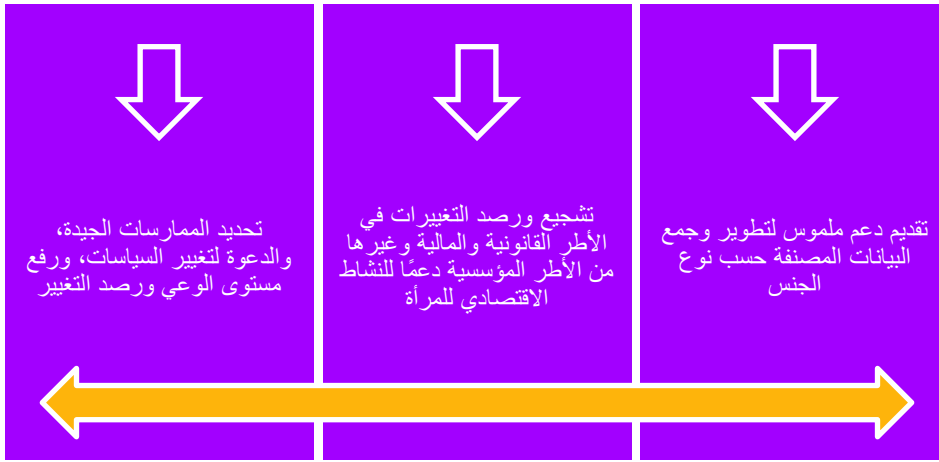 تقديم دعم ملموس لتطوير وجمع
البيانات المصنفة حسب نوع
الجنس
تشجيع ورصد التغييرات في
الأطر القانونية والمالية وغيرها
من الأطر المؤسسية دعمًا للنشاط
الاقتصادي للمرأة
تحديد الممارسات الجيدة،
والدعوة لتغيير السياسات، ورفع
مستوى الوعي ورصد التغيير